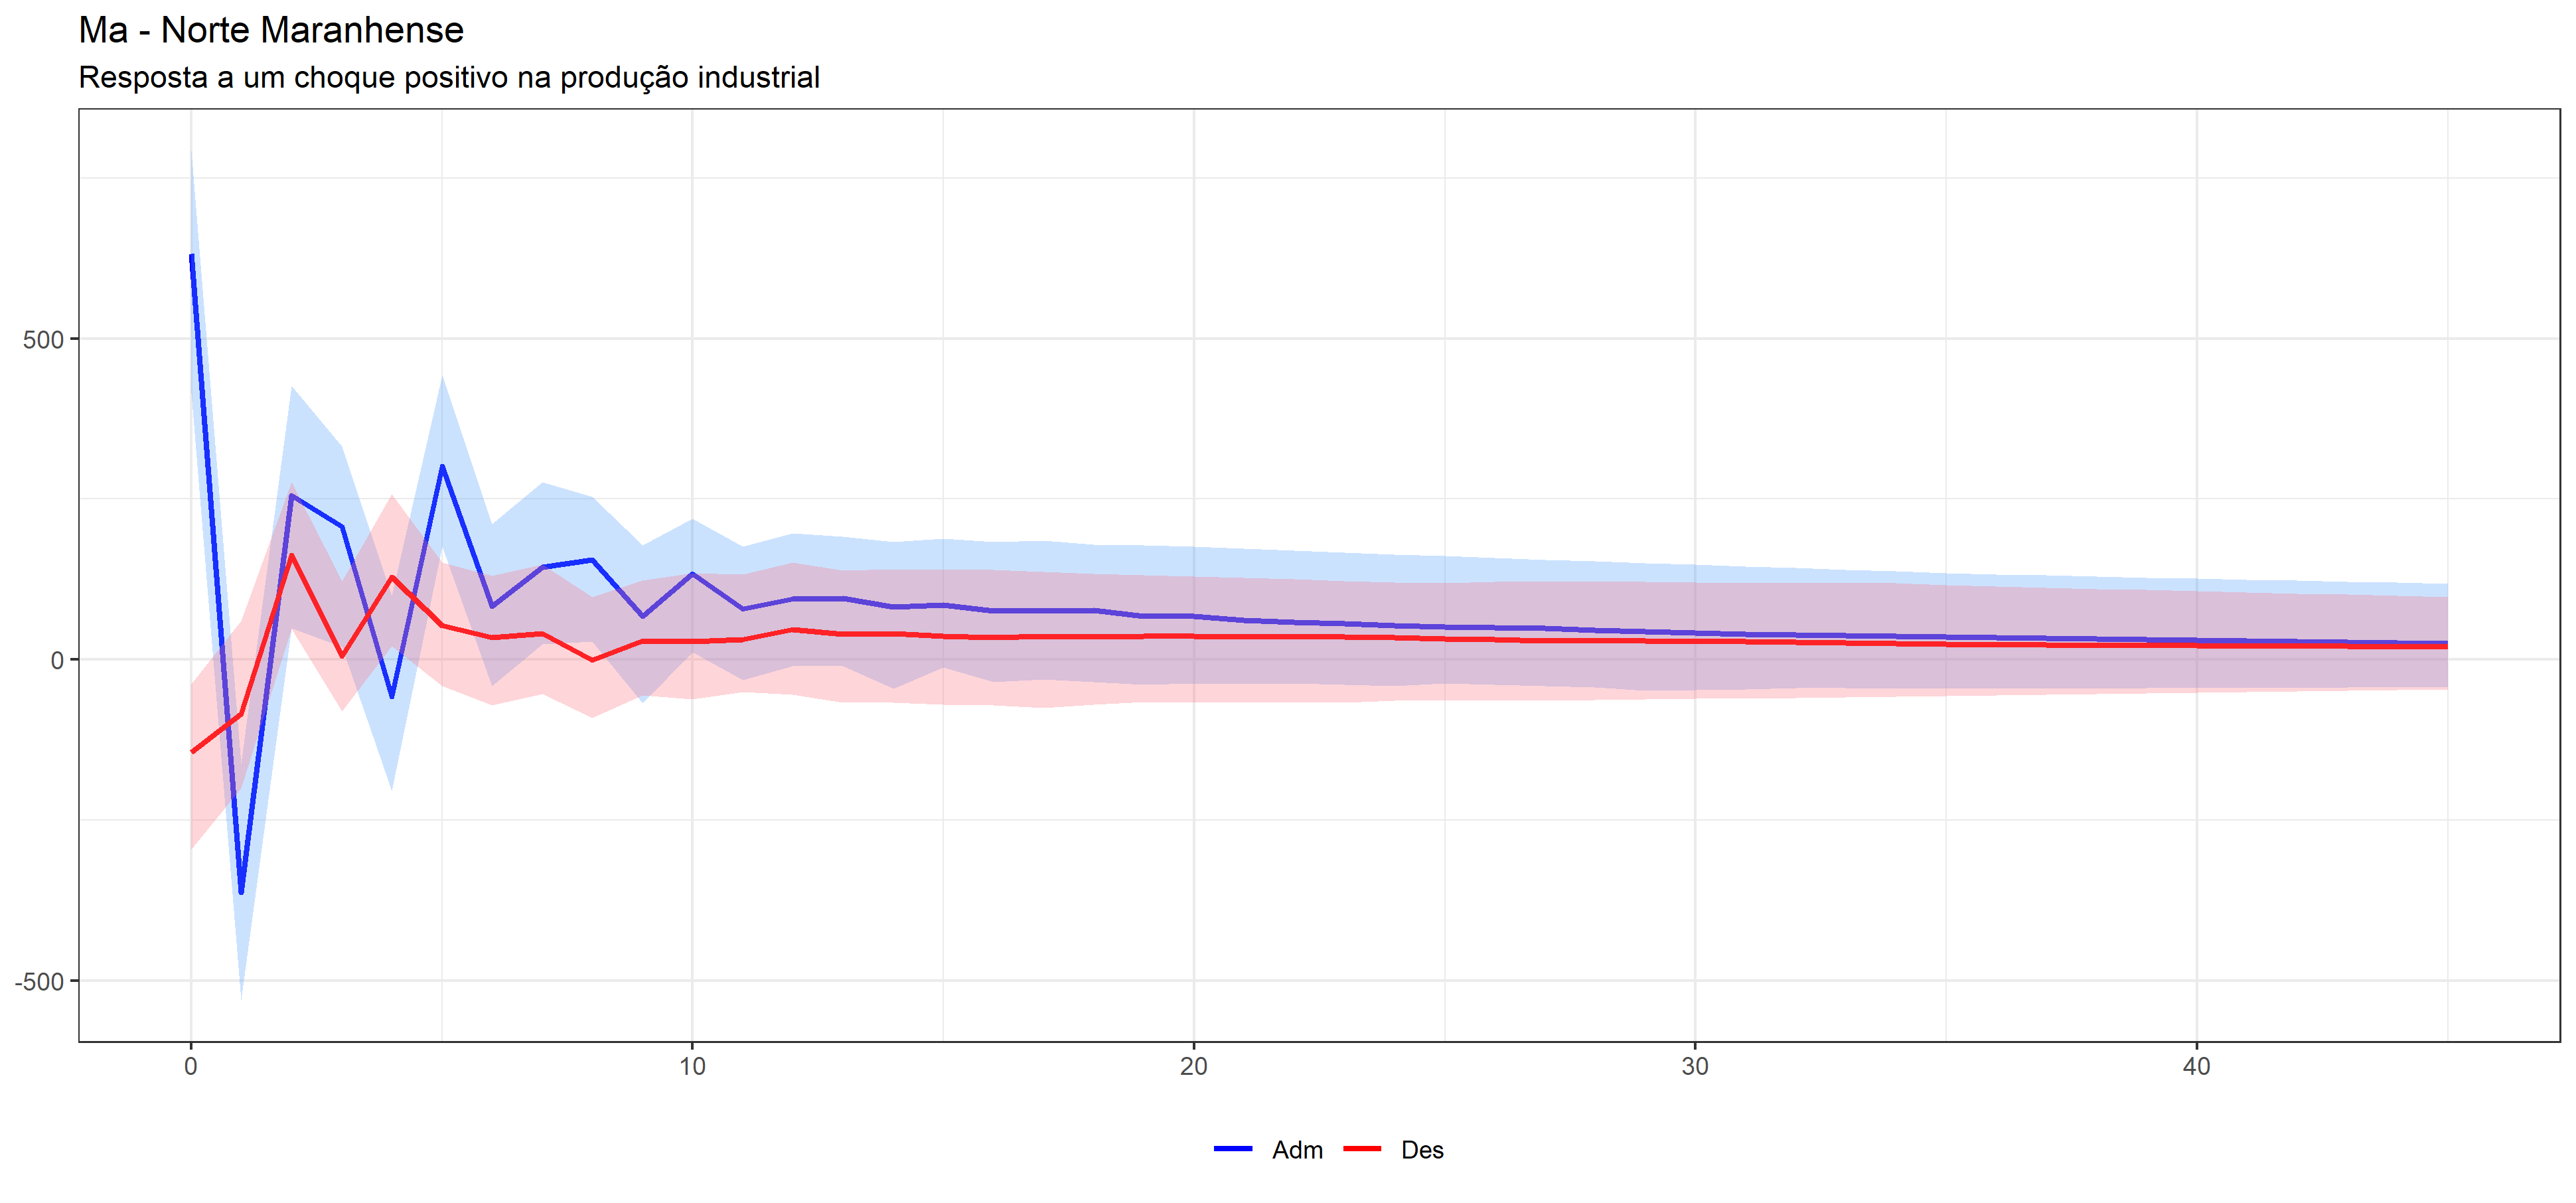 Ma - Norte Maranhense
Resposta a um choque positivo na produção industrial
500
0
-500
0 10 20 30 40
Adm Des